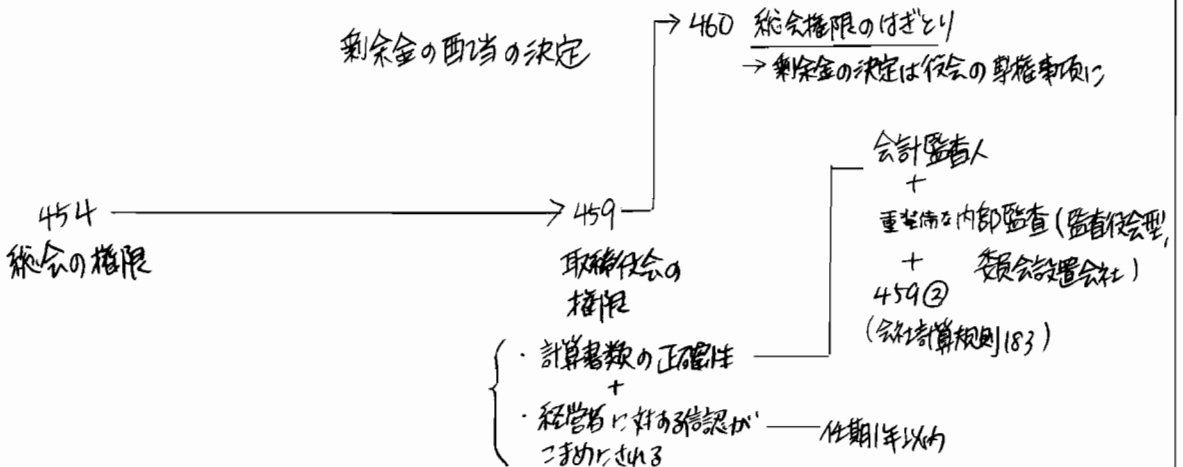 剰余金の配当の決定
460 総会権限のはぎとり
→ 剰余金の決定は役会の専権事項に
454
総会の権限
459
取締役会の
権限
・計算書類の正確性
+
・経営者に対する信認が
こまめにされる
会計監査人
+
重装備な内部監査(監査役会型,
委員会設置会社)
+
459②
(会社計算規則183)
任期1年以内